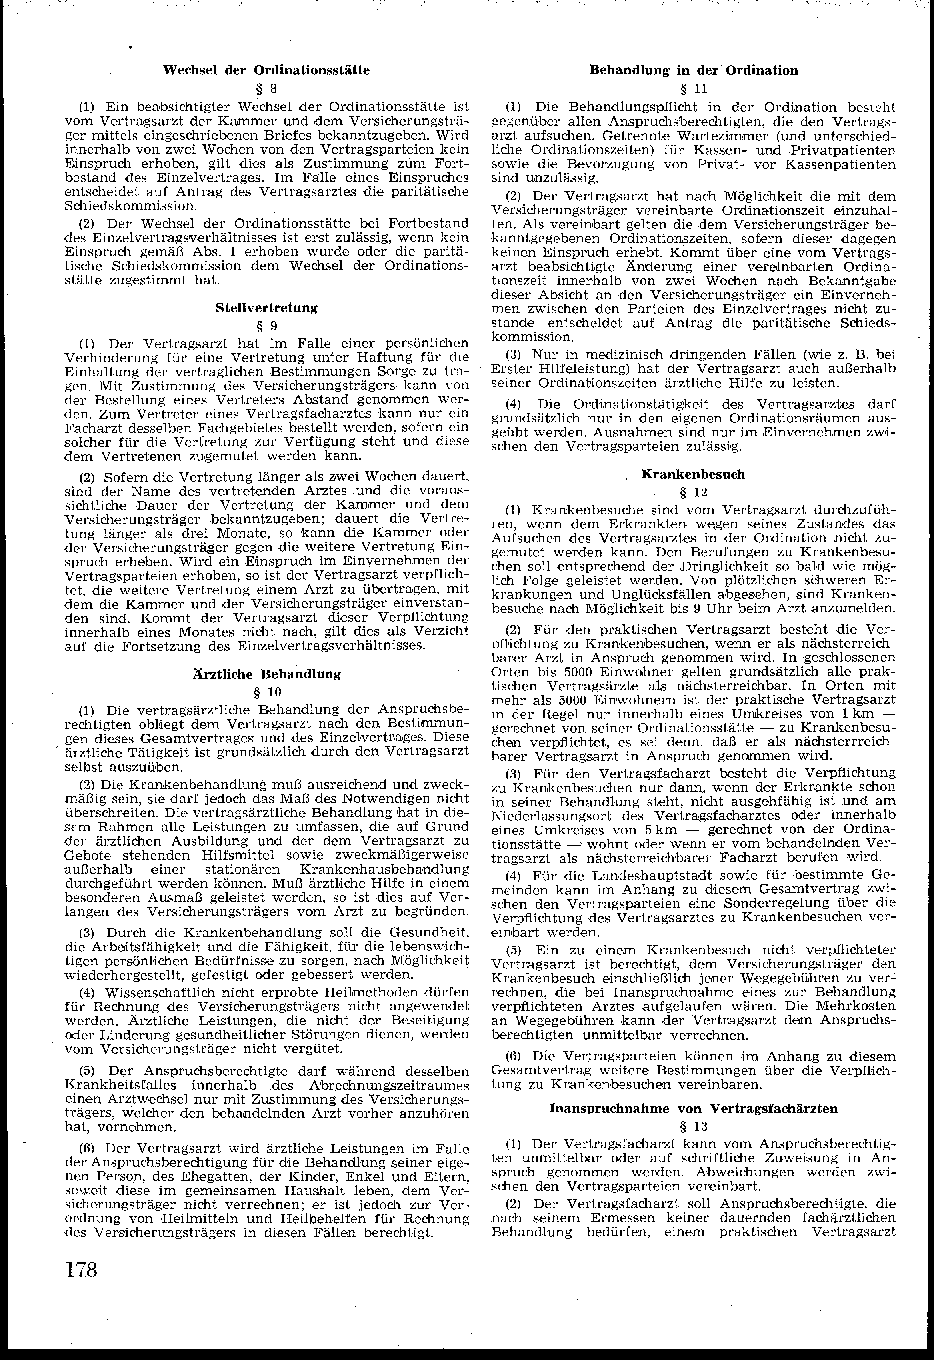 Wechsel der Ordinationsstätte
§ 8
(1) Ein beabsichtigter Wechsel der Ordinationsstätte ist
vom Vertragsarzt der Kammer und dem Versicherungsträ-
ger mittels eingeschriebenen Briefes bekanntzugeben. Wird
innerhalb von zwei Wochen von den Vertragsparteien kein
Einspruch erhoben, gilt dies als Zustimmung zum Fort-
bestand des Einzelvertrages. Im Falle eines Einspruches
entscheidet auf Antrag des Vertragsarztes die paritätische
Schiedskommission.
(2) Der Wechsel der Ordinationsstätte bei Fortbestand
des Einzelvertragsverhältnisses ist erst zulässig, wenn kein
Einspruch gemäß Abs. 1 erhoben wurde oder die paritä-
tische Schiedskommission dem Wechsel der Ordinations-
stätte zugestimmt hat.
Stellvertretung
§ 9
(1) Der Vertragsarzt hat im Falle einer persönlichen
Verhinderung für eine Vertretung unter Haftung für die
Einhaltung der vertraglichen Bestimmungen Sorge zu tra-
gen. Mit Zustimmung des Versicherungsträgers kann von
der Bestellung eines Vertreters Abstand genommen wer-
den. Zum Vertreter eines Vertragsfacharztes kann nur ein
Facharzt desselben Fachgebietes bestellt werden, sofern ein
solcher für die Vertretung zur Verfügung steht und diese
dem Vertretenen zugemutet werden kann.
(2) Sofern die Vertretung länger als zwei Wochen dauert,
sind der Name des vertretenden Arztes und die voraus-
sichtliche Dauer der Vertretung der Kammer und dem
Versicherungsträger bekanntzugeben; dauert die Vertre-
tung länger als drei Monate, so kann die Kammer oder
der Versicherungsträger gegen die weitere Vertretung Ein-
spruch erheben. Wird ein Einspruch im Einvernehmen der
Vertragsparteien erhoben, so ist der Vertragsarzt verpflich-
tet, die weitere Vertretung einem Arzt zu übertragen, mit
dem die Kammer und der Versicherungsträger einverstan-
den sind. Kommt der Vertragsarzt dieser Verpflichtung
innerhalb eines Monates nicht nach, gilt dies als Verzicht
auf die Fortsetzung des Einzelvertragsverhältnisses.
Ärztliche Behandlung
§ 10
(1) Die vertragsärztliche Behandlung der Anspruchsbe-
rechtigten obliegt dem Vertragsarzt nach den Bestimmun-
gen dieses Gesamtvertrages und des Einzelvertrages. Diese
ärztliche Tätigkeit ist grundsätzlich durch den Vertragsarzt
selbst auszuüben.
(2) Die Krankenbehandlung muß ausreichend und zweck-
mäßig sein, sie darf jedoch das Maß des Notwendigen nicht
überschreiten. Die vertragsärztliche Behandlung hat in die-
sem Rahmen alle Leistungen zu umfassen, die auf Grund
der ärztlichen Ausbildung und der dem Vertragsarzt zu
Gebote stehenden Hilfsmittel sowie zweckmäßigerweise
außerhalb einer stationären Krankenhausbehandlung
durchgeführt werden können. Muß ärztliche Hilfe in einem
besonderen Ausmaß geleistet werden, so ist dies auf Ver-
langen des Versicherungsträgers vom Arzt zu begründen.
(3) Durch die Krankenbehandlung soll die Gesundheit,
die Arbeitsfähigkeit und die Fähigkeit, für die lebenswich-
tigen persönlichen Bedürfnisse zu sorgen, nach Möglichkeit
wiederhergestellt, gefestigt oder gebessert werden.
(4) Wissenschaftlich nicht erprobte Heilmethoden dürfen
für Rechnung des Versicherungsträgers nicht angewendet
werden. Ärztliche Leistungen, die nicht der Beseitigung
oder Linderung gesundheitlicher Störungen dienen, werden
vom Versicherungsträger nicht vergütet.
(5) Der Anspruchsberechtigte darf während desselben
Krankheitsfalles innerhalb des Abrechnungszeitraumes
einen Arztwechsel nur mit Zustimmung des Versicherungs-
trägers, welcher den behandelnden Arzt vorher anzuhören
hat, vornehmen.
(6) Der Vertragsarzt wird ärztliche Leistungen im Falle
der Anspruchsberechtigung für die Behandlung seiner eige-
nen Person, des Ehegatten, der Kinder, Enkel und Eltern,
soweit diese im gemeinsamen Haushalt leben, dem Ver-
sicherungsträger nicht verrechnen; er ist jedoch zur Ver-
ordnung von Heilmitteln und Heilbehelfen für Rechnung
des Versicherungsträgers in diesen Fällen berechtigt.
178
Behandlung in der Ordination
§ 11
(1) Die Behandlungspflicht in der Ordination besteht
gegenüber allen Anspruchsberechtigten, die den Vertrags-
arzt aufsuchen. Getrennte Wartezimmer (und unterschied-
liche Ordinationszeiten) für Kassen- und Privatpatienten
sowie die Bevorzugung von Privat- vor Kassenpatienten
sind unzulässig.
(2) Der Vertragsarzt hat nach Möglichkeit die mit dem
Versicherungsträger vereinbarte Ordinationszeit einzuhal-
ten. Als vereinbart gelten die dem Versicherungsträger be-
kanntgegebenen Ordinationszeiten, sofern dieser dagegen
keinen Einspruch erhebt. Kommt über eine vom Vertrags-
arzt beabsichtigte Änderung einer vereinbarten Ordina-
tionszeit innerhalb von zwei Wochen nach Bekanntgabe
dieser Absicht an den Versicherungsträger ein Einverneh-
men zwischen den Parteien des Einzelvertrages nicht zu-
stande entscheidet auf Antrag die paritätische Schieds-
kommission.
(3) Nur in medizinisch dringenden Fällen (wie z. B. bei
Erster Hilfeleistung) hat der Vertragsarzt auch außerhalb
seiner Ordinationszeiten ärztliche Hilfe zu leisten.
(4) Die Ordinationstätigkeit des Vertragsarztes darf
grundsätzlich nur in den eigenen Ordinationsräumen aus-
geübt werden. Ausnahmen sind nur im Einvernehmen zwi-
schen den Vertragsparteien zulässig.
Krankenbesuch
§ 12
(1) Krankenbesuche sind vom Vertragsarzt durchzufüh-
ren, wenn dem Erkrankten wegen seines Zustandes das
Aufsuchen des Vertragsarztes in der Ordination nicht zu-
gemutet werden kann. Den Berufungen zu Krankenbesu-
chen soll entsprechend der Dringlichkeit so bald wie mög-
lich Folge geleistet werden. Von plötzlichen schweren Er-
krankungen und Unglücksfällen abgesehen, sind Kranken-
besuche nach Möglichkeit bis 9 Uhr beim Arzt anzumelden.
(2) Für den praktischen Vertragsarzt besteht die Ver-
pflichtung zu Krankenbesuchen, wenn er als nächsterreich-
barer Arzt in Anspruch genommen wird. In geschlossenen
Orten bis 5000 Einwohner gelten grundsätzlich alle prak-
tischen Vertragsärzte als nächsterreichbar. In Orten mit
mehr als 5000 Einwohnern ist der praktische Vertragsarzt
in der Regel nur innerhalb eines Umkreises von 1 km —
gerechnet von seiner Ordinationsstätte — zu Krankenbesu-
chen verpflichtet, es sei denn, daß er als nächsterreich-
barer Vertragsarzt in Anspruch genommen wird.
(3) Für den Vertragsfacharzt besteht die Verpflichtung
zu Krankenbesuchen nur dann, wenn der Erkrankte schon
in seiner Behandlung steht, nicht ausgehfähig ist und am
Niederlassungsort des Vertragsfacharztes oder innerhalb
eines Umkreises von 5 km — gerechnet von der Ordina-
tionsstätte — wohnt oder wenn er vom behandelnden Ver-
tragsarzt als nächsterreichbarer Facharzt berufen wird.
(4) Für die Landeshauptstadt sowie für bestimmte Ge-
meinden kann im Anhang zu diesem Gesamtvertrag zwi-
schen den Vertragsparteien eine Sonderregelung über die
Verpflichtung des Vertragsarztes zu Krankenbesuchen ver-
einbart werden.
(5) Ein zu einem Krankenbesuch nicht verpflichteter
Vertragsarzt ist berechtigt, dem Versicherungsträger den
Krankenbesuch einschließlich jener Wegegebühren zu ver-
rechnen, die bei Inanspruchnahme eines zur Behandlung
verpflichteten Arztes aufgelaufen wären. Die Mehrkosten
an Wegegebühren kann der Vertragsarzt dem Anspruchs-
berechtigten unmittelbar verrechnen.
(6) Die Vertragsparteien können im Anhang zu diesem
Gesamtvertrag weitere Bestimmungen über die Verpflich-
tung zu Krankenbesuchen vereinbaren.
Inanspruchnahme von Vertragsfachärzten
§ 13
(1) Der Vertragsfacharzt kann vom Anspruchsberechtig-
ten unmittelbar oder auf schriftliche Zuweisung in An-
spruch genommen werden. Abweichungen werden zwi-
schen den Vertragsparteien vereinbart.
(2) Der Vertragsfacharzt soll Anspruchsberechtigte, die
nach seinem Ermessen keiner dauernden fachärztlichen
Behandlung bedürfen, einem praktischen Vertragsarzt